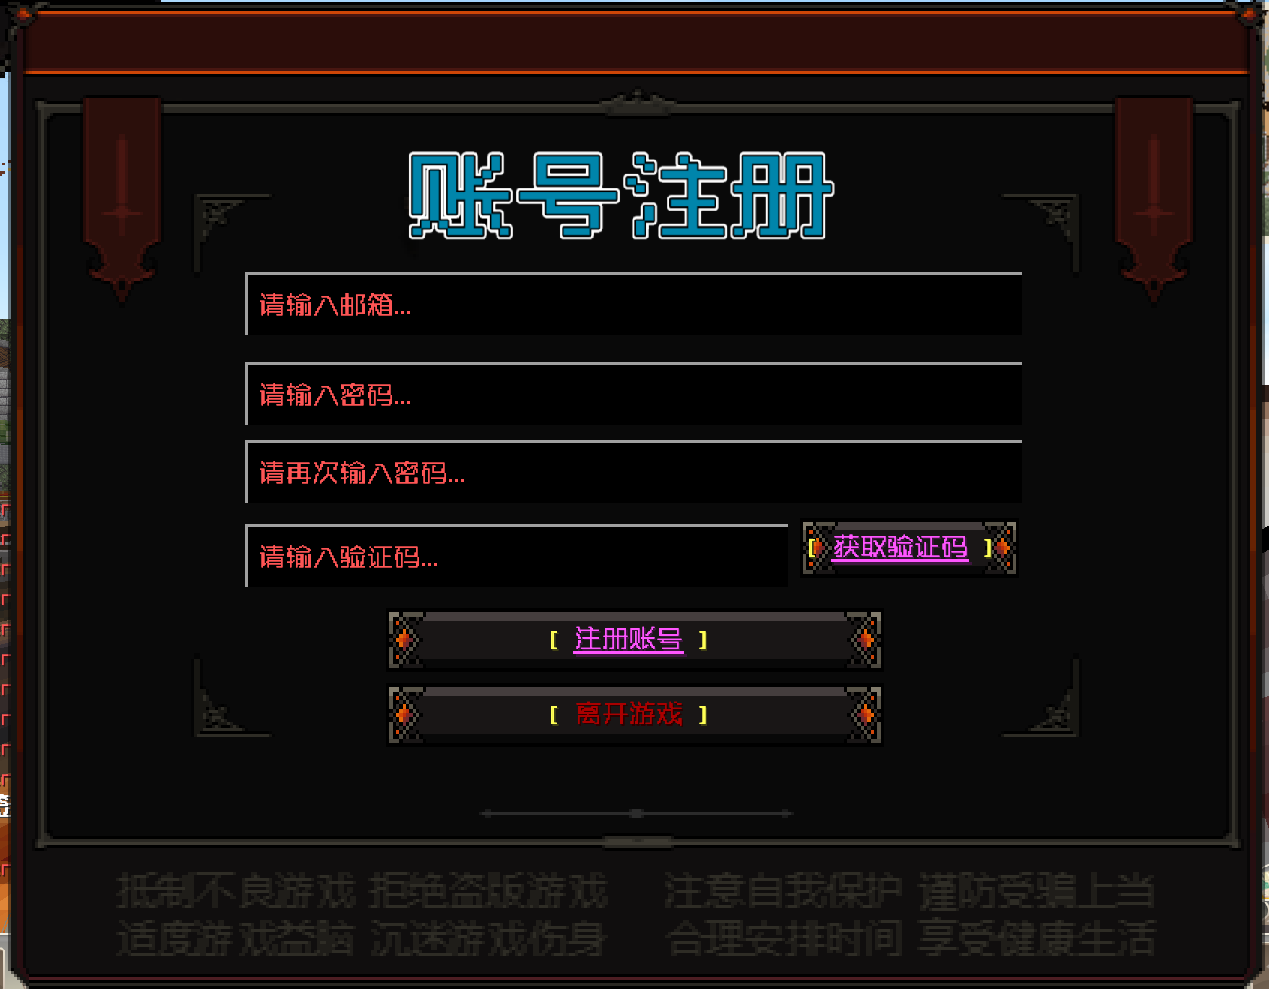 账号注册
请输入邮箱...
请输入密码...
请再次输入密码...
请输入验证码...
[ 获取验证码 ]
[ 注册账号 ]
[ 离开游戏 ]
抵制不良游戏 拒绝盗版游戏 注意自我保护 谨防受骗上当
适度游戏益脑 沉迷游戏伤身 合理安排时间 享受健康生活